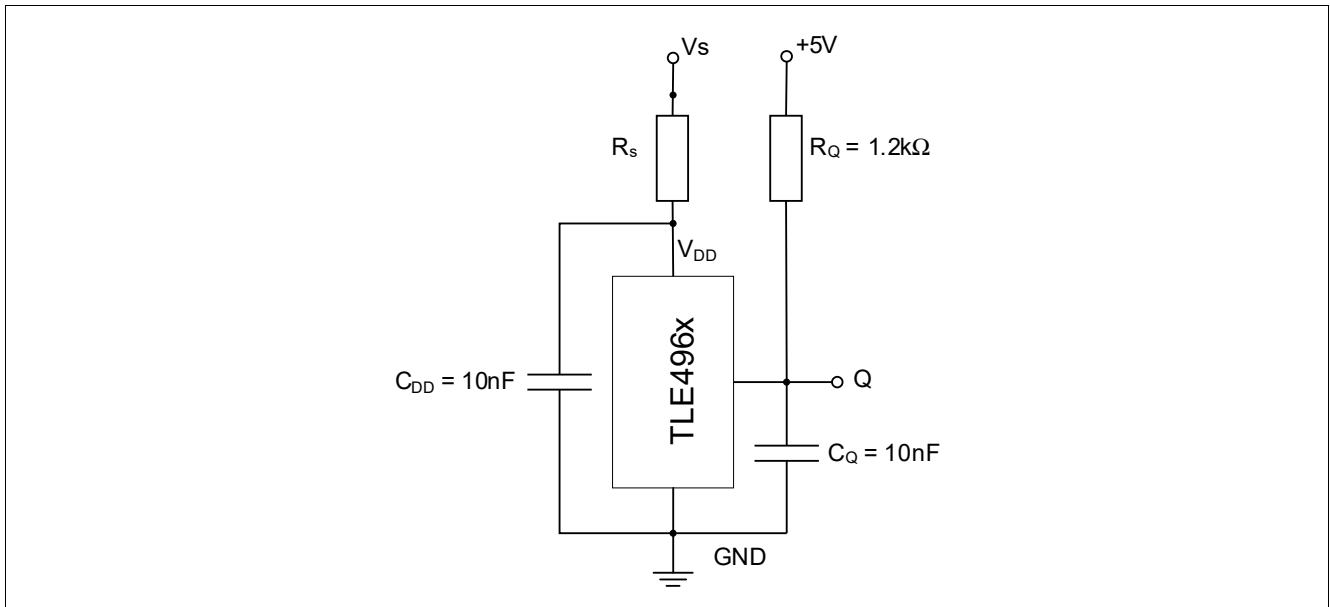 Vs
+5V
Rs
RQ = 1.2kΩ
VDD
TLE496x
CDD = 10nF
Q
CQ = 10nF
GND